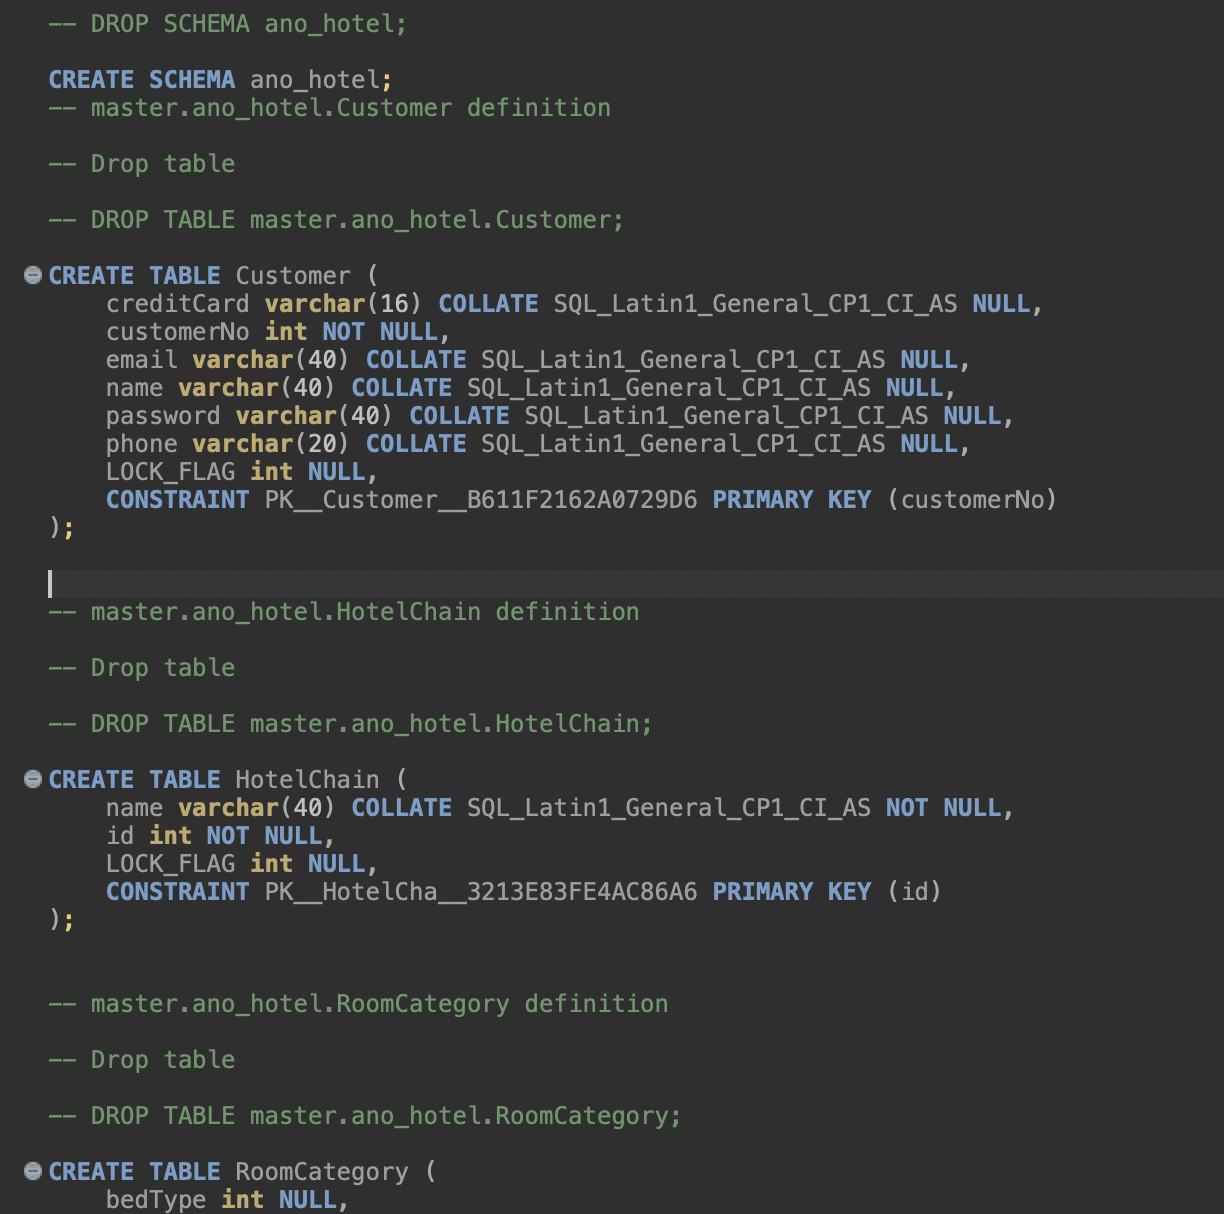 -- DROP SCHEMA ano_hotel;
CREATE SCHEMA ano_hotel;
-- master.ano_hotel.Customer definition
-- Drop table
-- DROP TABLE master.ano_hotel.Customer;
CREATE TABLE Customer (
creditCard varchar(16) COLLATE SQL_Latin1_General_CP1_CI_AS NULL,
customerNo int NOT NULL,
email varchar(40) COLLATE SQL_Latin1_General_CP1_CI_AS NULL,
name varchar(40) COLLATE SQL_Latin1_General_CP1_CI_AS NULL,
password varchar(40) COLLATE SQL_Latin1_General_CP1_CI_AS NULL,
phone varchar(20) COLLATE SQL_Latin1_General_CP1_CI_AS NULL,
LOCK_FLAG int NULL,
CONSTRAINT PK__Customer__B611F2162A0729D6 PRIMARY KEY (customerNo)
);
-- master.ano_hotel.HotelChain definition
-- Drop table
-- DROP TABLE master.ano_hotel.HotelChain;
CREATE TABLE HotelChain (
name varchar(40) COLLATE SQL_Latin1_General_CP1_CI_AS NOT NULL,
id int NOT NULL,
LOCK_FLAG int NULL,
CONSTRAINT PK__HotelCha__3213E83FE4AC86A6 PRIMARY KEY (id)
);
-- master.ano_hotel.RoomCategory definition
-- Drop table
-- DROP TABLE master.ano_hotel.RoomCategory;
CREATE TABLE RoomCategory (
bedType int NULL,